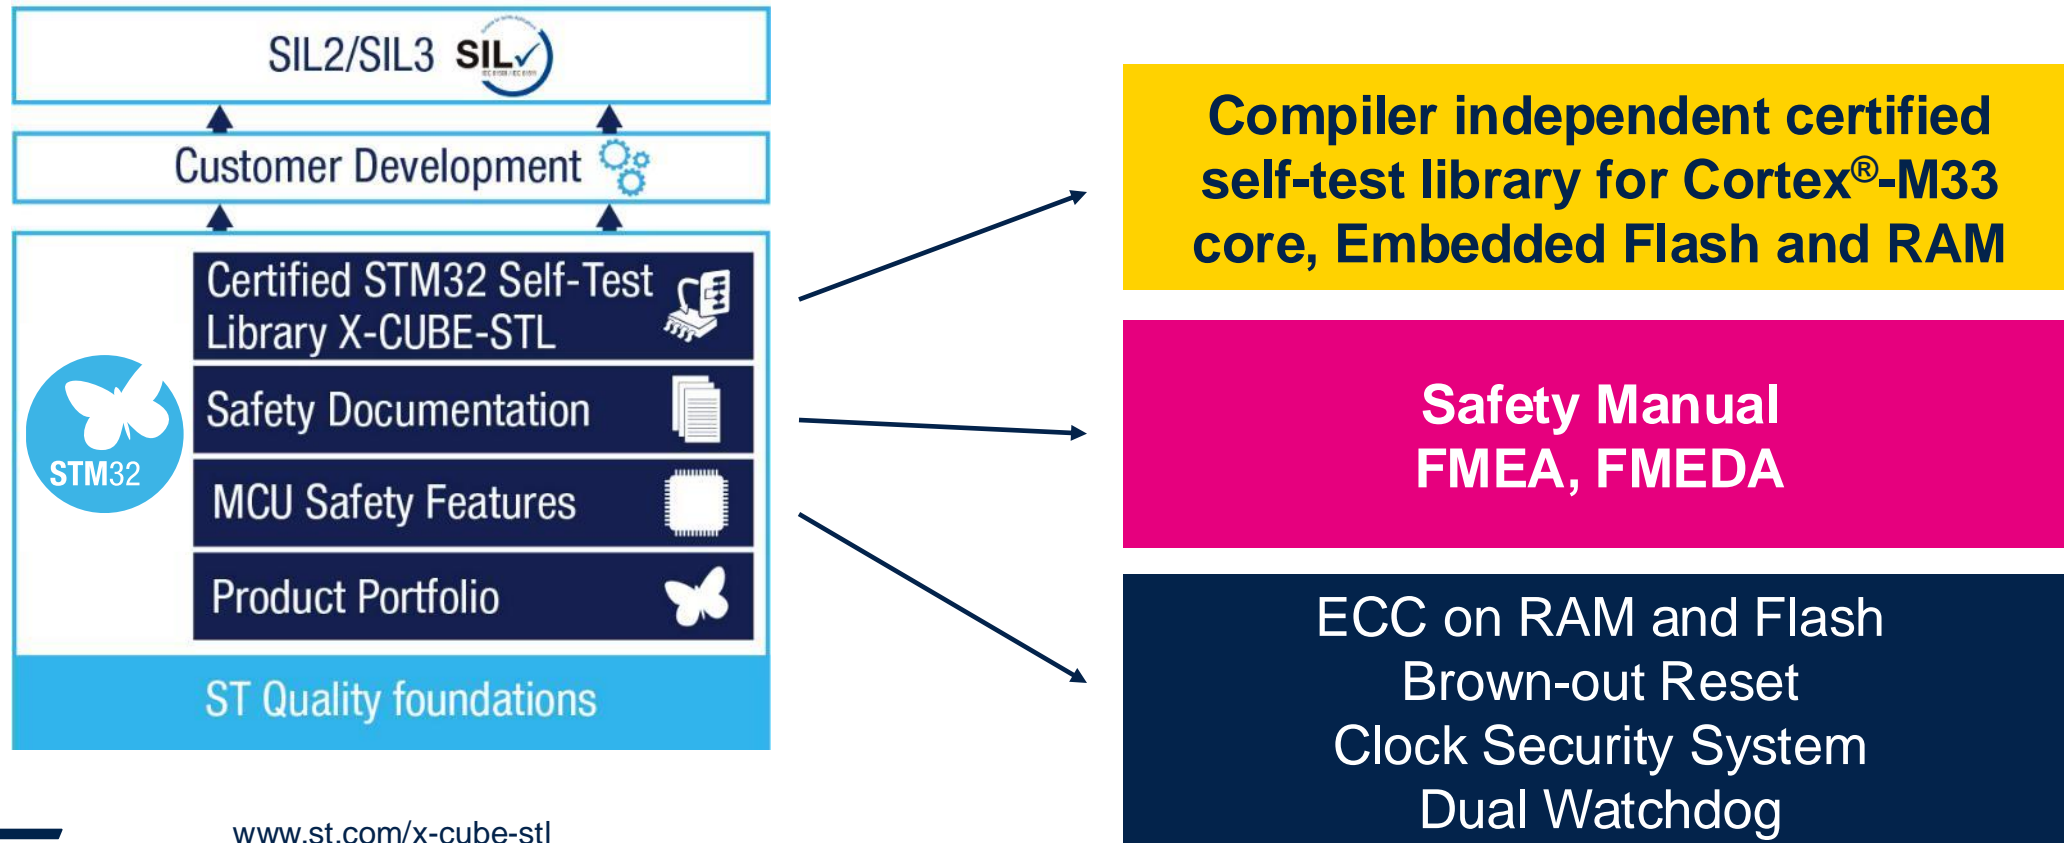 SIL2/SIL3
SIL
Customer Development
Certified STM32 Self-Test
Library X-CUBE-STL
Safety Documentation
MCU Safety Features
Product Portfolio
STM32
ST Quality foundations
www.st.com/x-cube-stl
Compiler independent certified
self-test library for Cortex®-M33
core, Embedded Flash and RAM
Safety Manual
FMEA, FMEDA
ECC on RAM and Flash
Brown-out Reset
Clock Security System
Dual Watchdog